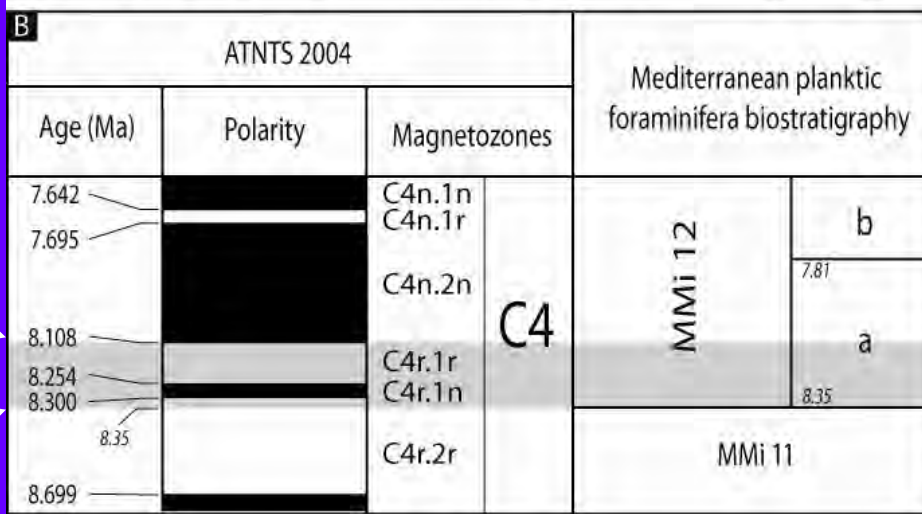 B
ATNTS 2004
Mediterranean planktic
foraminifera biostratigraphy
Age (Ma)
Polarity
Magnetozones
7.642
7.695
8.108
8.254
8.300
8.35
8.699
C4n.1n
C4n.1r
C4n.2n
C4r.1r
C4r.1n
C4r.2r
C4
MMi 12
b
7.81
a
8.35
MMi 11